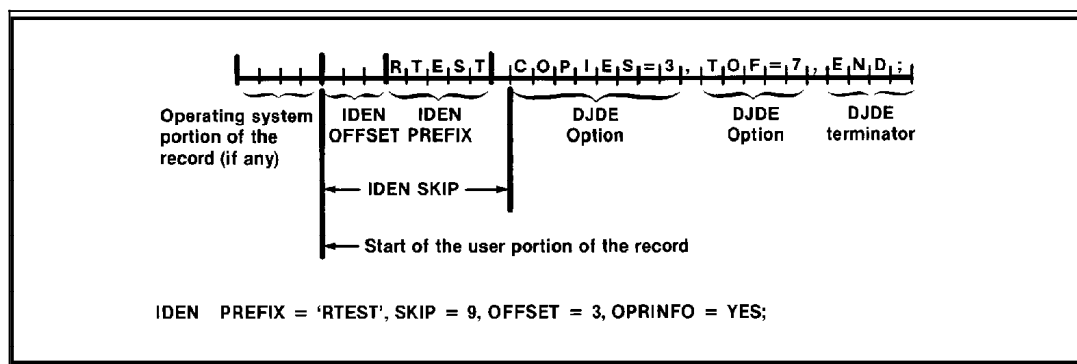 RTEST COPIES=3, TOF=7, END;
Operating system portion of the record (if any)
IDEN OFFSET
IDEN PREFIX
DJDE Option
DJDE Option
DJDE terminator
IDEN SKIP
Start of the user portion of the record
IDEN PREFIX = ‘RTEST’, SKIP = 9, OFFSET = 3, OPRINFO = YES;